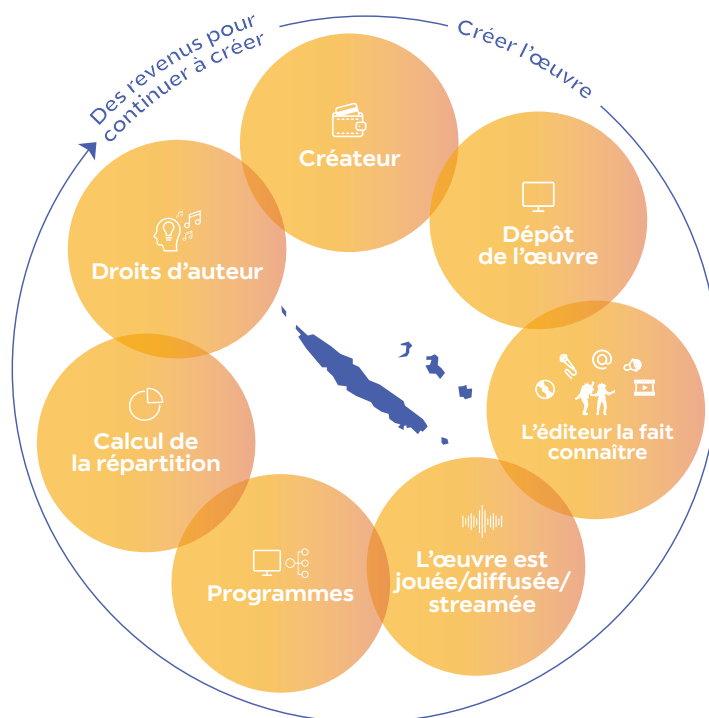 Des revenus pour
continuer à créer
Créer l'œuvre
Créateur
Dépôt
de l'œuvre
@
L'éditeur la fait
connaître
L'œuvre est
jouée/diffusée/
streamée
Programmes
Calcul de
la répartition
Droits d'auteur